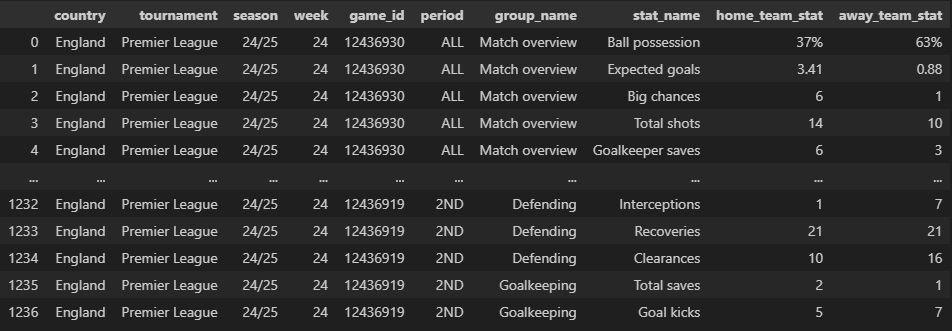 country tournament season week game_id period group_name stat_name home_team_stat away_team_stat
0 England Premier League 24/25 24 12436930 ALL Match overview Ball possession 37% 63%
1 England Premier League 24/25 24 12436930 ALL Match overview Expected goals 3.41 0.88
2 England Premier League 24/25 24 12436930 ALL Match overview Big chances 6 1
3 England Premier League 24/25 24 12436930 ALL Match overview Total shots 14 10
4 England Premier League 24/25 24 12436930 ALL Match overview Goalkeeper saves 6 3
... ... ... ... ... ... ... ... ... ... ...
1232 England Premier League 24/25 24 12436919 2ND Defending Interceptions 1 7
1233 England Premier League 24/25 24 12436919 2ND Defending Recoveries 21 21
1234 England Premier League 24/25 24 12436919 2ND Defending Clearances 10 16
1235 England Premier League 24/25 24 12436919 2ND Goalkeeping Total saves 2 1
1236 England Premier League 24/25 24 12436919 2ND Goalkeeping Goal kicks 5 7